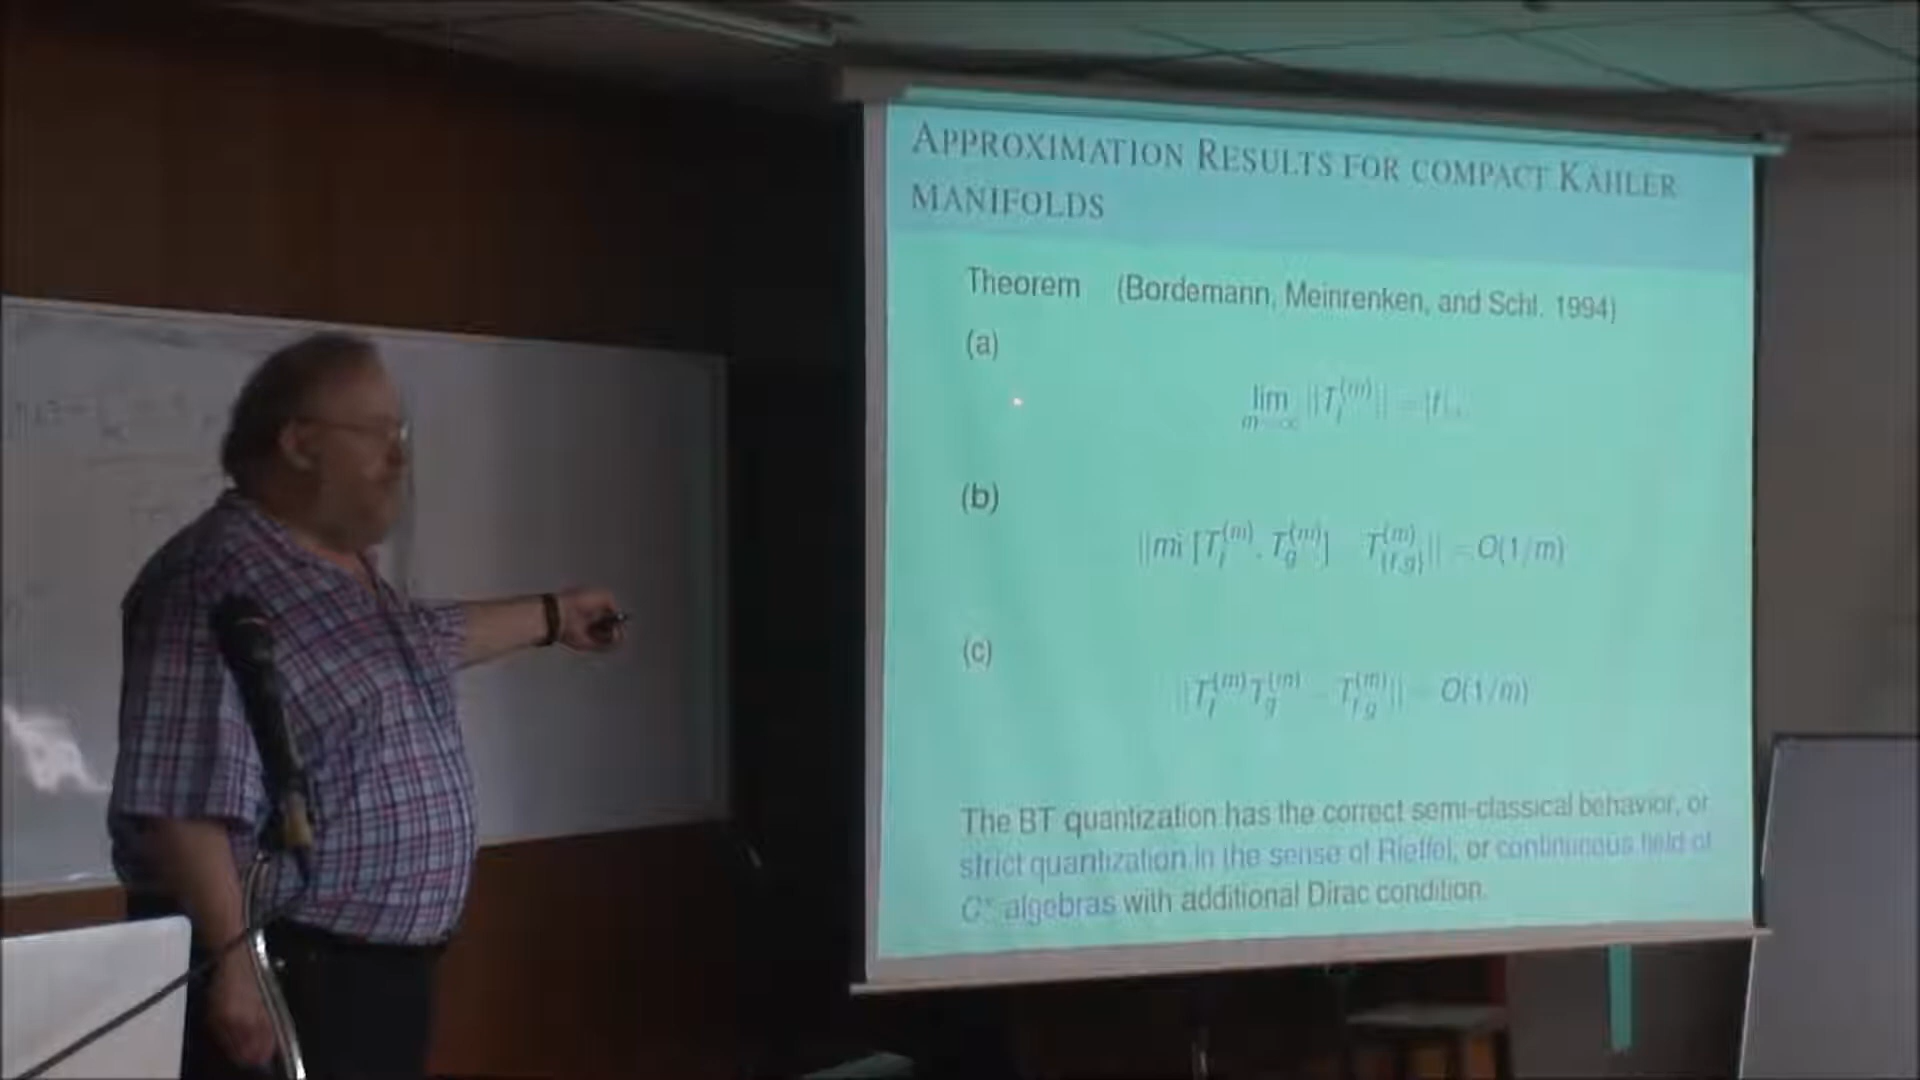 APPROXIMATION RESULTS FOR COMPACT KÄHLER
MANIFOLDS
Theorem (Bordemann, Meinrenken, and Schl. 1994)
(a)
lim_{m→∞} ||T_f^{(m)}|| = |f|_∞
(b)
||mi [T_f^{(m)}, T_g^{(m)}] − T_{\{f,g\}}^{(m)}|| = O(1/m)
(c)
||T_f^{(m)} T_g^{(m)} − T_{f·g}^{(m)}|| = O(1/m)
The BT quantization has the correct semi-classical behavior, or
strict quantization in the sense of Rieffel, or continuous field of
C* algebras with additional Dirac condition.